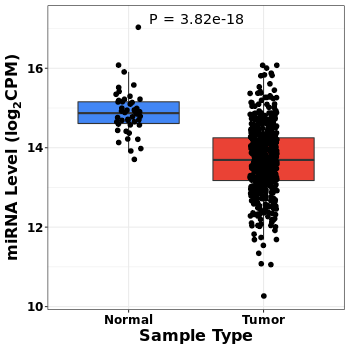 P = 3.82e-18
miRNA Level (log₂CPM)
16
14
12
10
Normal
Tumor
Sample Type